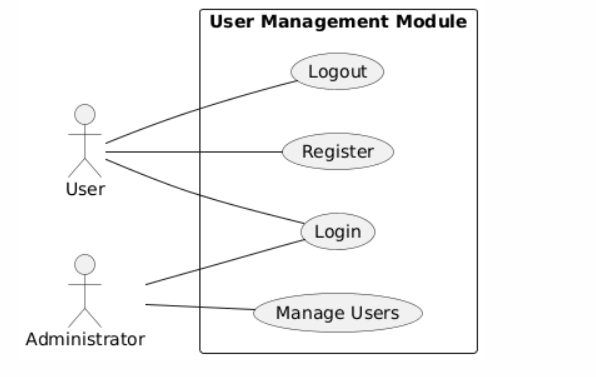 User Management Module
Logout
Register
User
Login
Manage Users
Administrator